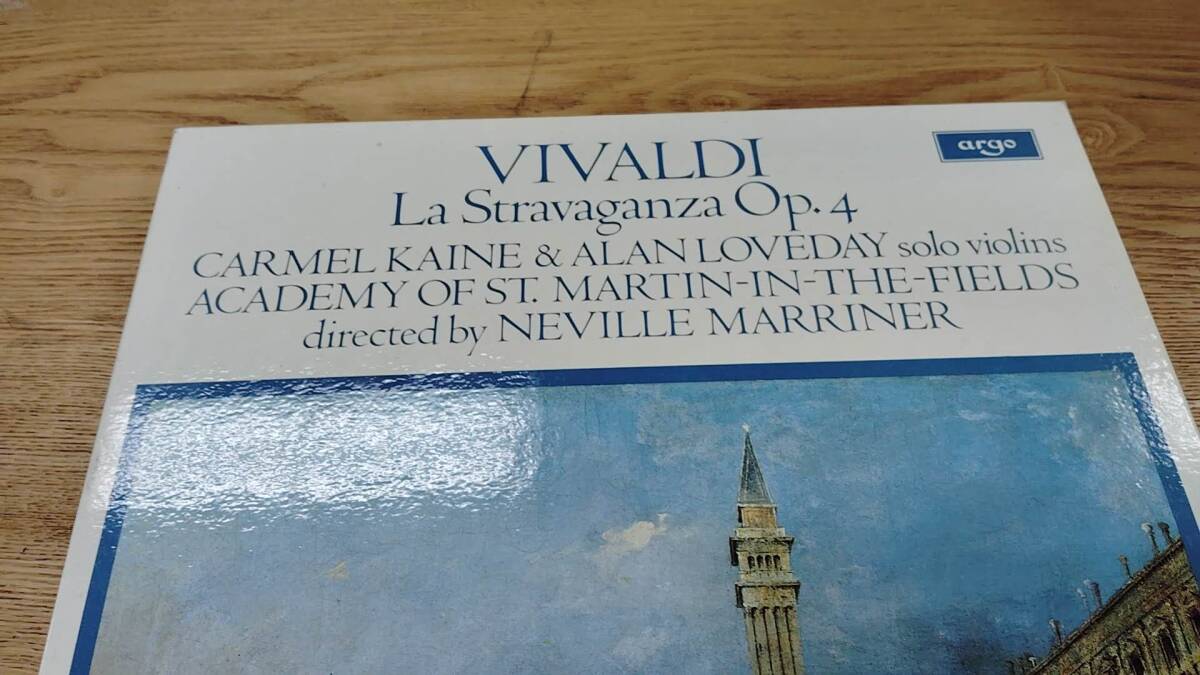 VIVALDI
argo
La Stravaganza Op. 4
CARMEL KAINE & ALAN LOVEDAY solo violins
ACADEMY OF ST. MARTIN-IN-THE-FIELDS
directed by NEVILLE MARRINER